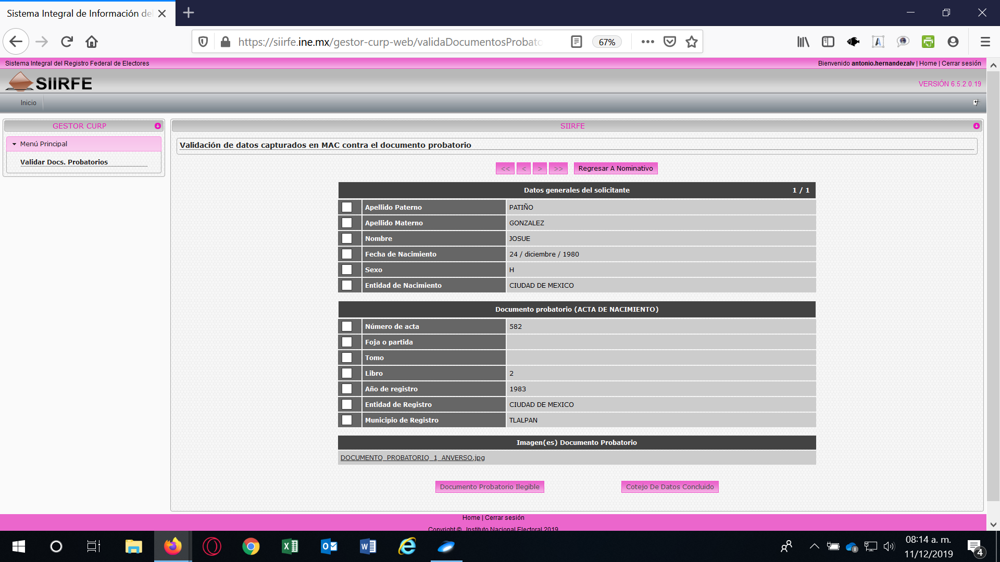 Sistema Integral de Información del
https://siirfe.ine.mx/gestor-curp-web/validaDocumentosProbato
67%
Sistema Integral del Registro Federal de Electores
Bienvenido antonio.hernandezalv | Home | Cerrar sesión
SIIRFE
VERSIÓN 6.5.2.0.19
Inicio
GESTOR CURP
Menú Principal
Validar Docs. Probatorios
SIIRFE
Validación de datos capturados en MAC contra el documento probatorio
<< < > >> Regresar A Nominativo
Datos generales del solicitante 1 / 1
Apellido Paterno PATIÑO
Apellido Materno GONZALEZ
Nombre JOSUE
Fecha de Nacimiento 24 / diciembre / 1980
Sexo H
Entidad de Nacimiento CIUDAD DE MEXICO
Documento probatorio (ACTA DE NACIMIENTO)
Número de acta 582
Foja o partida
Tomo
Libro 2
Año de registro 1983
Entidad de Registro CIUDAD DE MEXICO
Municipio de Registro TLALPAN
Imagen(es) Documento Probatorio
DOCUMENTO_PROBATORIO_1_ANVERSO.jpg
Documento Probatorio Ilegible Cotejo De Datos Concluido
Home | Cerrar sesión
Copyright © Instituto Nacional Electoral 2019
08:14 a. m.
11/12/2019
4